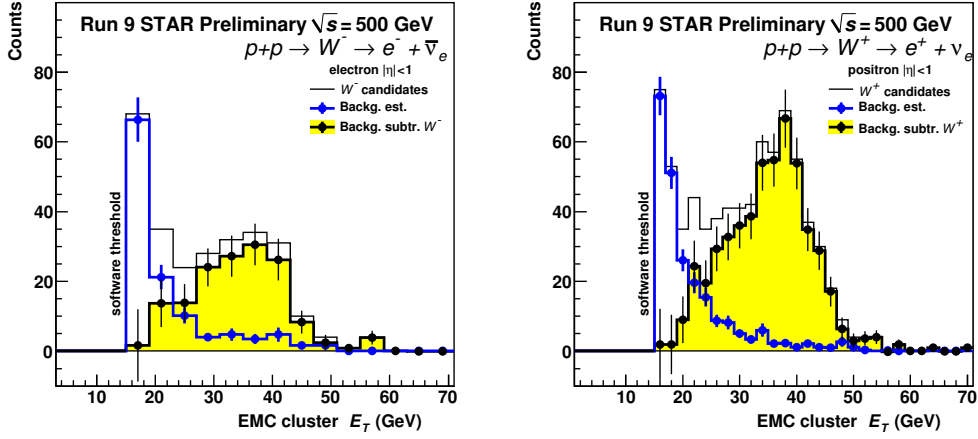 Run 9 STAR Preliminary √s = 500 GeV
p+p → W⁻ → e⁻ + ν̄ₑ
electron |η|<1
W⁻ candidates
Backg. est.
Backg. subtr. W⁻
Counts
80
60
40
20
0
software threshold
10 20 30 40 50 60 70
EMC cluster E_T (GeV)
Run 9 STAR Preliminary √s = 500 GeV
p+p → W⁺ → e⁺ + νₑ
positron |η|<1
W⁺ candidates
Backg. est.
Backg. subtr. W⁺
Counts
80
60
40
20
0
software threshold
10 20 30 40 50 60 70
EMC cluster E_T (GeV)